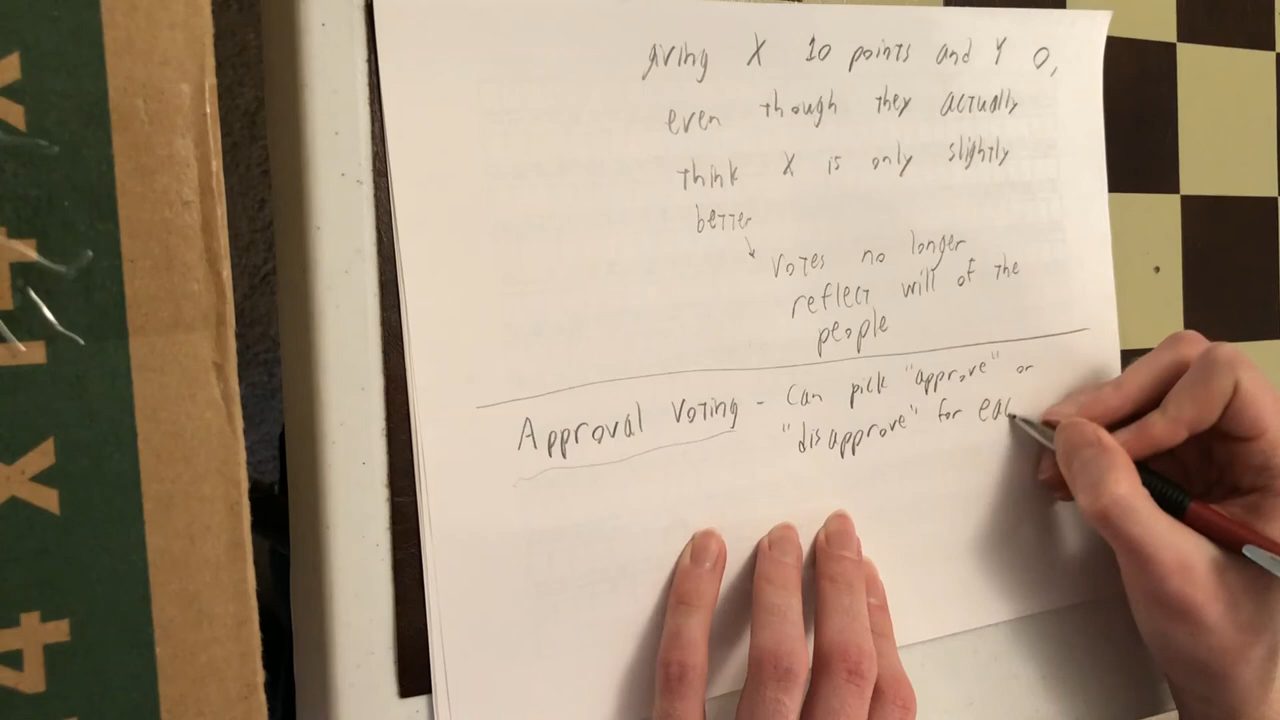 giving X 10 points and Y 0,
even though they actually
think X is only slightly
better
votes no longer
reflect will of the
people
Approval Voting - Can pick "approve" or
"disapprove" for eac